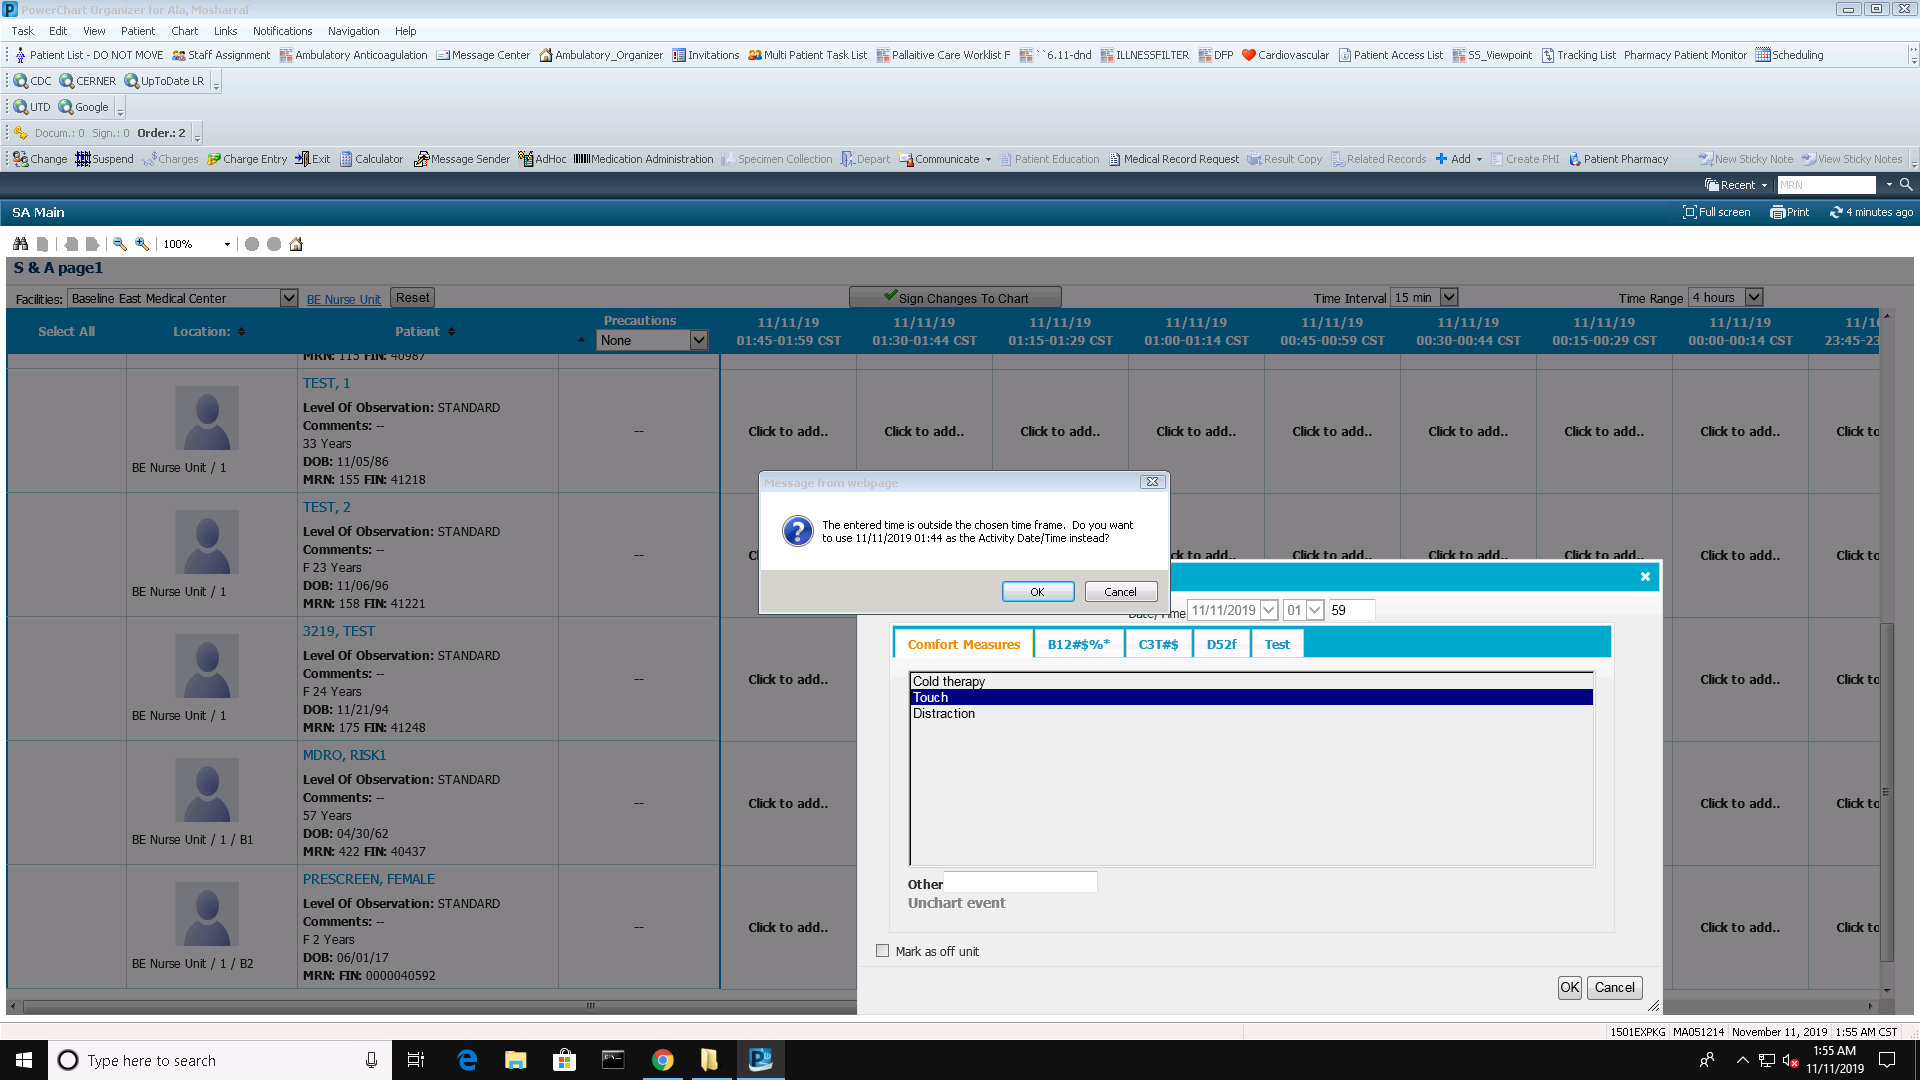 PowerChart Organizer for Ala, Mosharraf
Task Edit View Patient Chart Links Notifications Navigation Help
Patient List - DO NOT MOVE Staff Assignment Ambulatory Anticoagulation Message Center Ambulatory_Organizer Invitations Multi Patient Task List Pallaitive Care Worklist F ``6.11-dnd ILLNESSFILTER DFP Cardiovascular Patient Access List SS_Viewpoint Tracking List Pharmacy Patient Monitor Scheduling
CDC CERNER UpToDate LR
UTD Google
Docum.: 0 Sign.: 0 Order.: 2
Change Suspend Charges Charge Entry Exit Calculator Message Sender AdHoc Medication Administration Specimen Collection Depart Communicate Patient Education Medical Record Request Result Copy Related Records Add Create PHI Patient Pharmacy New Sticky Note View Sticky Notes
Recent MRN
SA Main Full screen Print 4 minutes ago
100%
S & A page1
Facilities: Baseline East Medical Center BE Nurse Unit Reset Sign Changes To Chart Time Interval 15 min Time Range 4 hours
Select All Location: Patient Precautions None
11/11/19 11/11/19 11/11/19 11/11/19 11/11/19 11/11/19 11/11/19 11/11/19
01:45-01:59 CST 01:30-01:44 CST 01:15-01:29 CST 01:00-01:14 CST 00:45-00:59 CST 00:30-00:44 CST 00:15-00:29 CST 00:00-00:14 CST
MRN: 115 FIN: 40987
TEST, 1
Level Of Observation: STANDARD
Comments: --
33 Years
DOB: 11/05/86
MRN: 155 FIN: 41218
BE Nurse Unit / 1
--
Click to add.. Click to add.. Click to add.. Click to add.. Click to add.. Click to add.. Click to add.. Click to add.. Click to
TEST, 2
Level Of Observation: STANDARD
Comments: --
F 23 Years
DOB: 11/06/96
MRN: 158 FIN: 41221
BE Nurse Unit / 1
--
Click to add.. Click to
3219, TEST
Level Of Observation: STANDARD
Comments: --
F 24 Years
DOB: 11/21/94
MRN: 175 FIN: 41248
BE Nurse Unit / 1
--
Click to add.. Click to add.. Click to
MDRO, RISK1
Level Of Observation: STANDARD
Comments: --
57 Years
DOB: 04/30/62
MRN: 422 FIN: 40437
BE Nurse Unit / 1 / B1
--
Click to add.. Click to add.. Click to
PRESCREEN, FEMALE
Level Of Observation: STANDARD
Comments: --
F 2 Years
DOB: 06/01/17
MRN: FIN: 0000040592
BE Nurse Unit / 1 / B2
--
Click to add.. Click to add.. Click to
Message from webpage
The entered time is outside the chosen time frame. Do you want
to use 11/11/2019 01:44 as the Activity Date/Time instead?
OK Cancel
Date/Time 11/11/2019 01 59
Comfort Measures B12#$%* C3T#$ D52f Test
Cold therapy
Touch
Distraction
Other
Unchart event
Mark as off unit
OK Cancel
1501EXPKG MA051214 November 11, 2019 1:55 AM CST
Type here to search
1:55 AM
11/11/2019